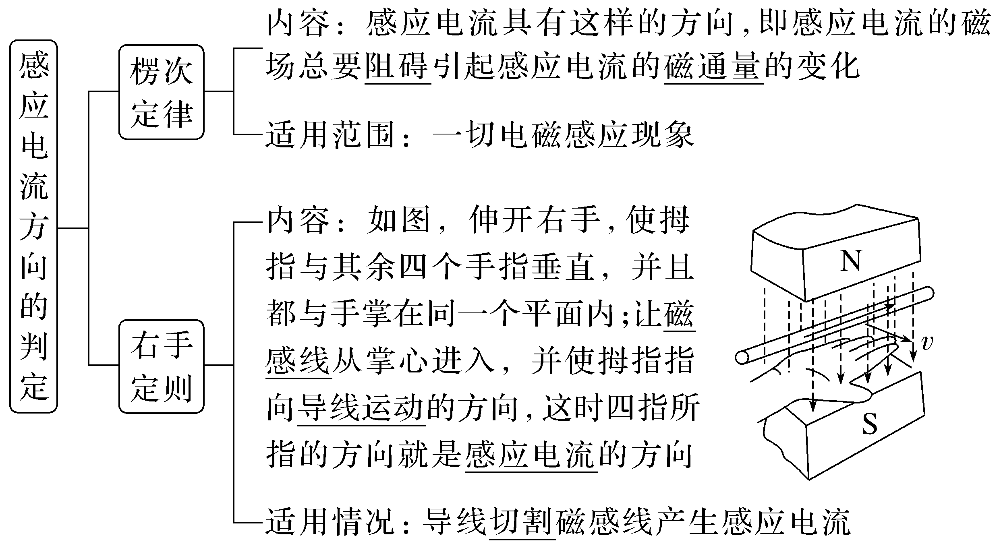 感应电流方向的判定
楞次
定律
内容：感应电流具有这样的方向,即感应电流的磁
场总要阻碍引起感应电流的磁通量的变化
适用范围：一切电磁感应现象
右手
定则
内容：如图，伸开右手,使拇
指与其余四个手指垂直，并且
都与手掌在同一个平面内;让磁
感线从掌心进入，并使拇指指
向导线运动的方向,这时四指所
指的方向就是感应电流的方向
适用情况：导线切割磁感线产生感应电流
N
v
S